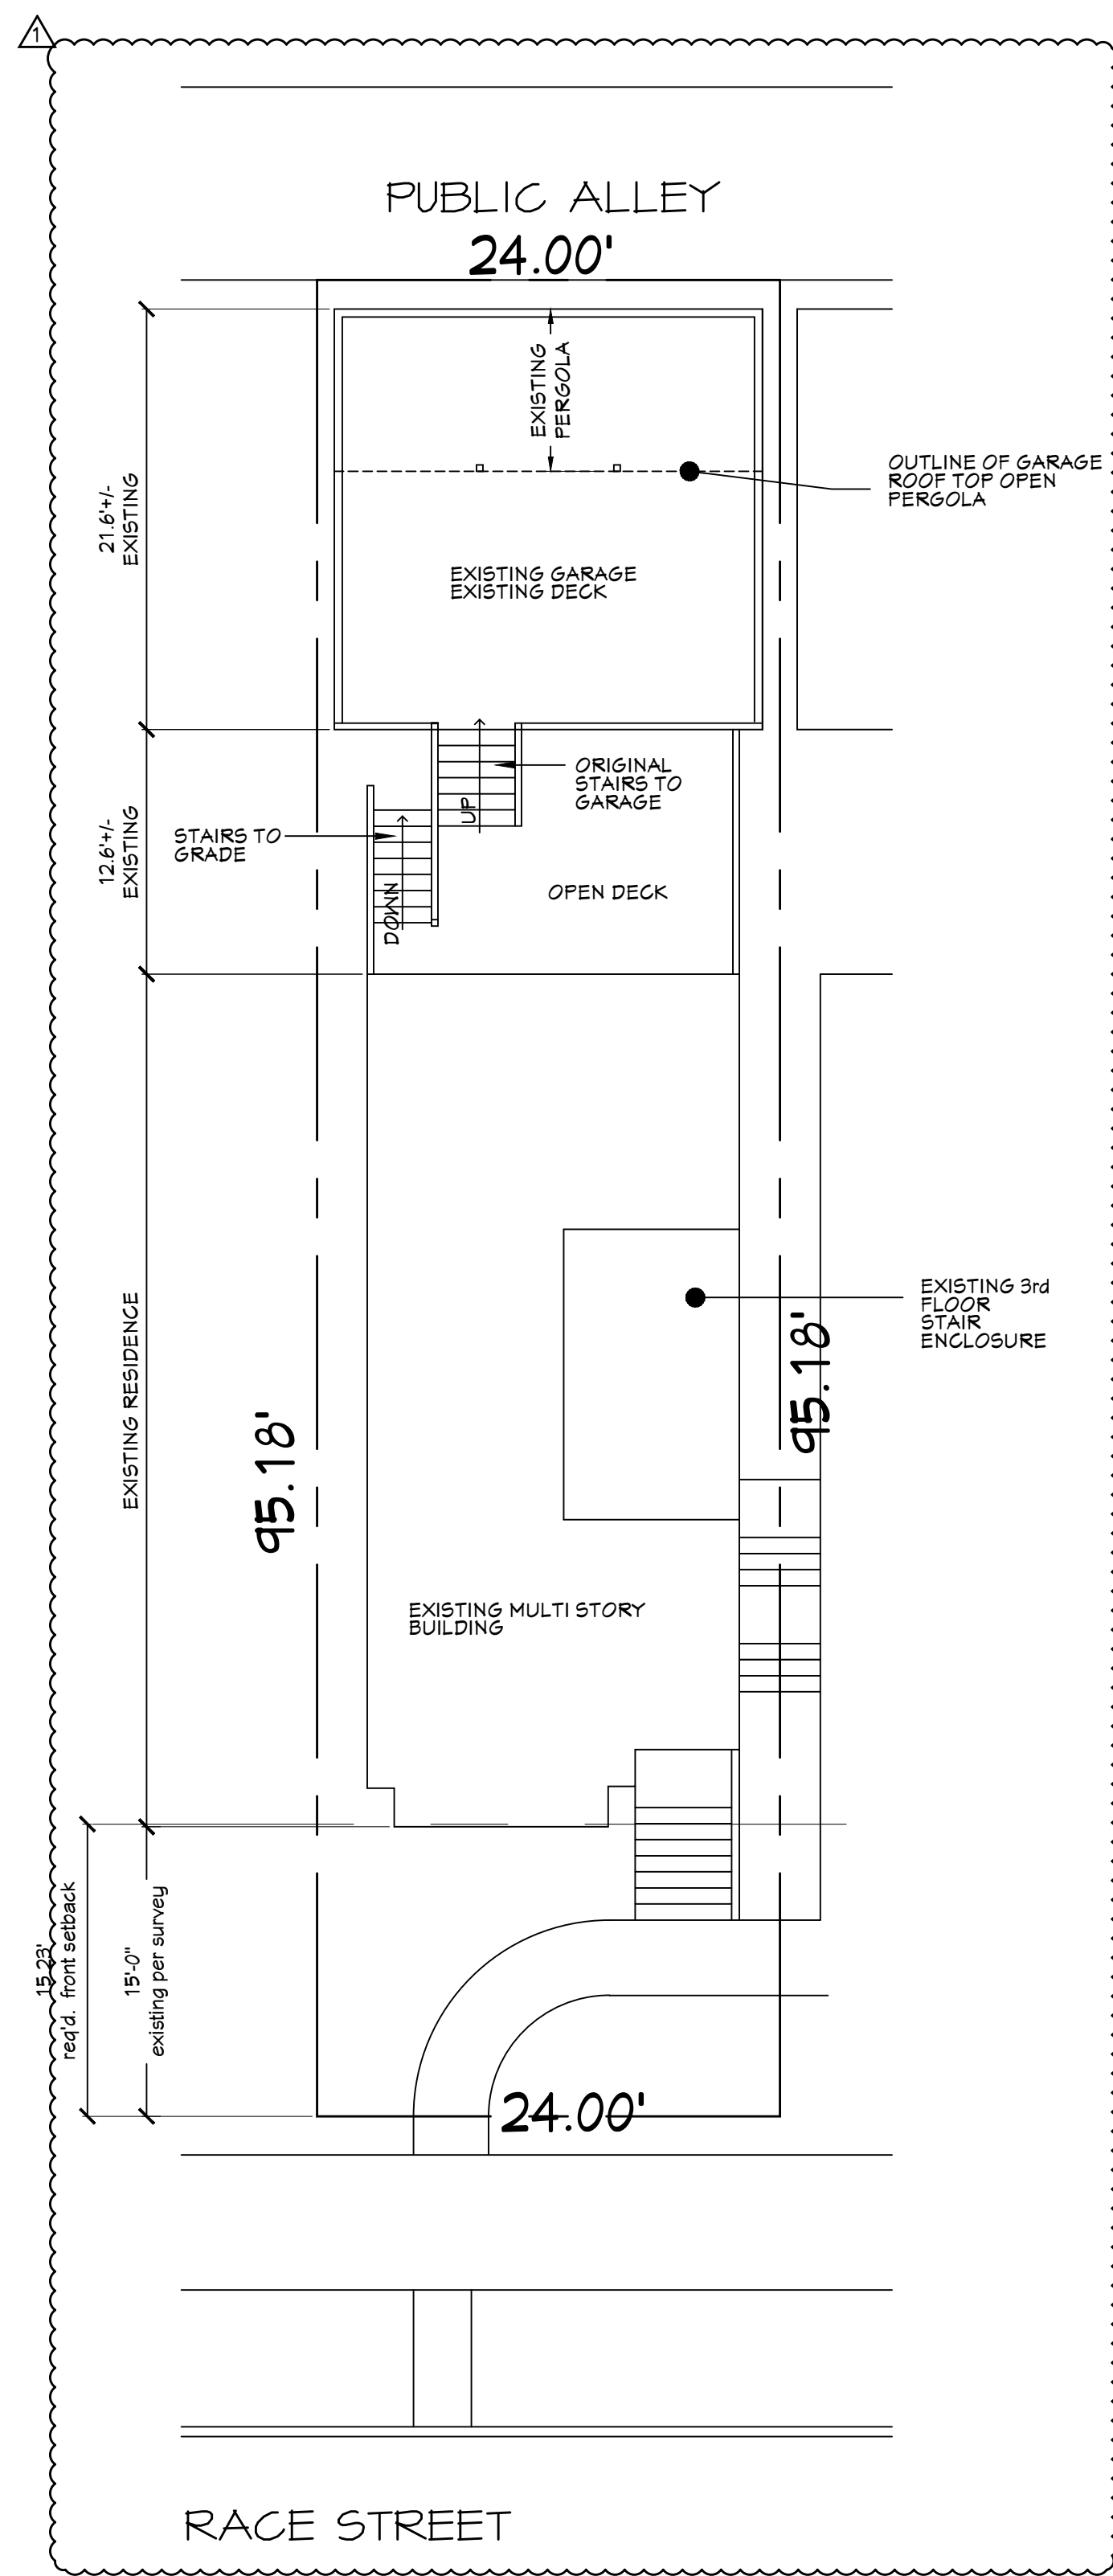 1
PUBLIC ALLEY
24.00'
EXISTING
PERGOLA
OUTLINE OF GARAGE
ROOF TOP OPEN
PERGOLA
21.6'+/-
EXISTING
EXISTING GARAGE
EXISTING DECK
ORIGINAL
STAIRS TO
GARAGE
UP
12.6'+/-
EXISTING
STAIRS TO
GRADE
DOWN
OPEN DECK
EXISTING 3rd
FLOOR
STAIR
ENCLOSURE
EXISTING RESIDENCE
95.18'
95.18'
EXISTING MULTI STORY
BUILDING
15.23'
req'd. front setback
15'-0"
existing per survey
24.00'
RACE STREET